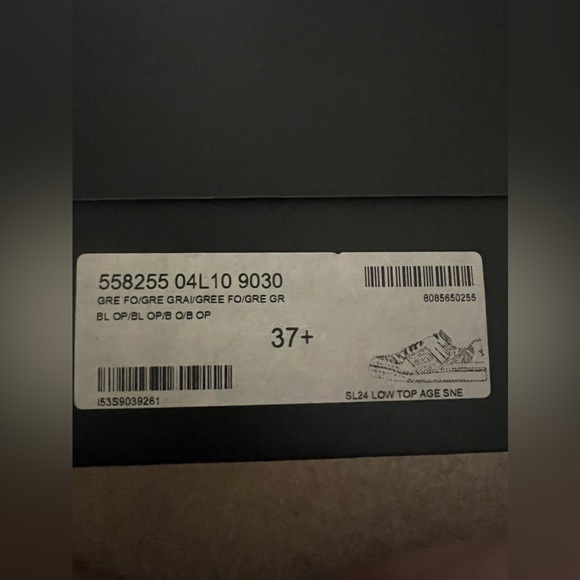 558255 04L10 9030
GRE FO/GRE GRAI/GREE FO/GRE GR
BL OP/BL OP/B O/B OP
8085650255
37+
I53S9039261
SL24 LOW TOP AGE SNE